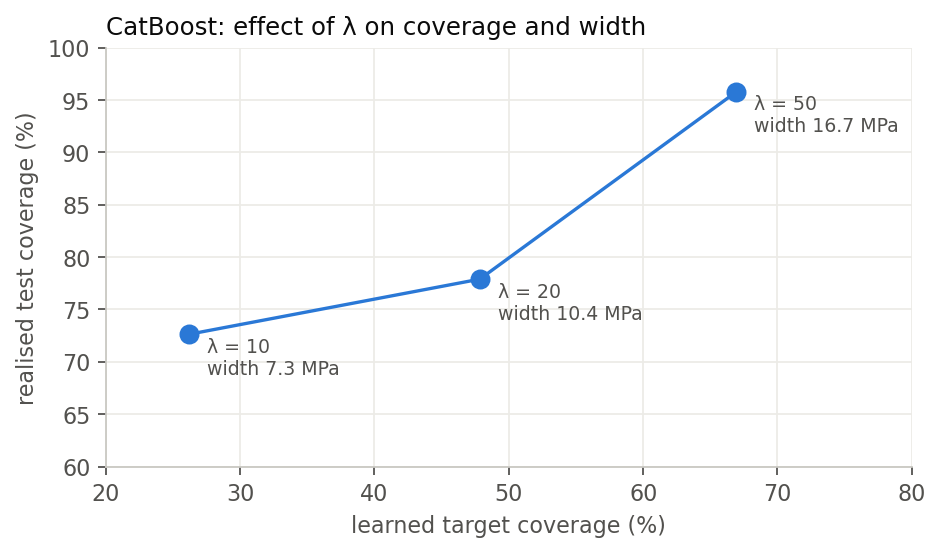 CatBoost: effect of λ on coverage and width
realised test coverage (%)
100
95
90
85
80
75
70
65
60
λ = 50
width 16.7 MPa
λ = 20
width 10.4 MPa
λ = 10
width 7.3 MPa
20 30 40 50 60 70 80
learned target coverage (%)